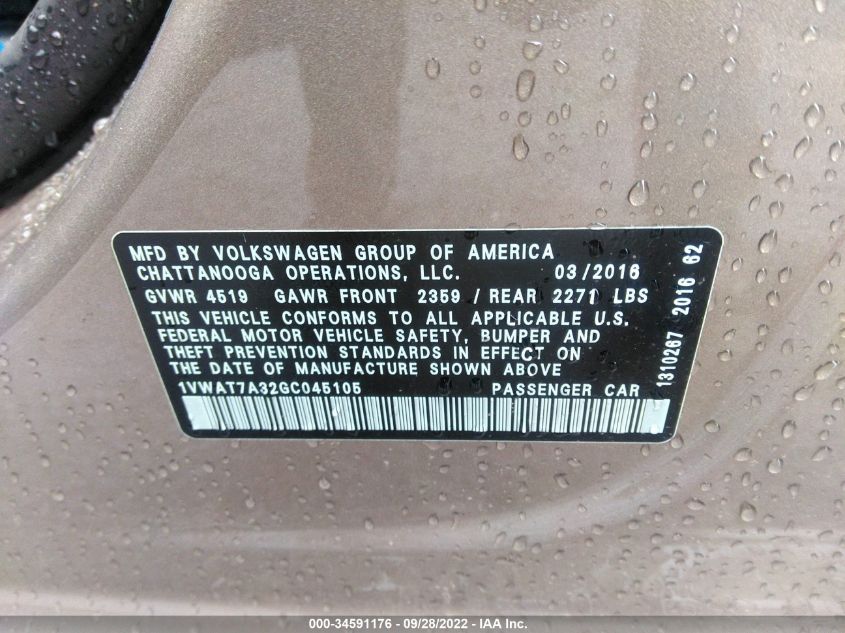 MFD BY VOLKSWAGEN GROUP OF AMERICA
CHATTANOOGA OPERATIONS, LLC. 03/2016
GVWR 4519 GAWR FRONT 2359 / REAR 2271 LBS
THIS VEHICLE CONFORMS TO ALL APPLICABLE U.S.
FEDERAL MOTOR VEHICLE SAFETY, BUMPER AND
THEFT PREVENTION STANDARDS IN EFFECT ON
THE DATE OF MANUFACTURE SHOWN ABOVE
1VWAT7A32GC045105 PASSENGER CAR
1310267 2016 62
000-34591176 - 09/28/2022 - IAA Inc.